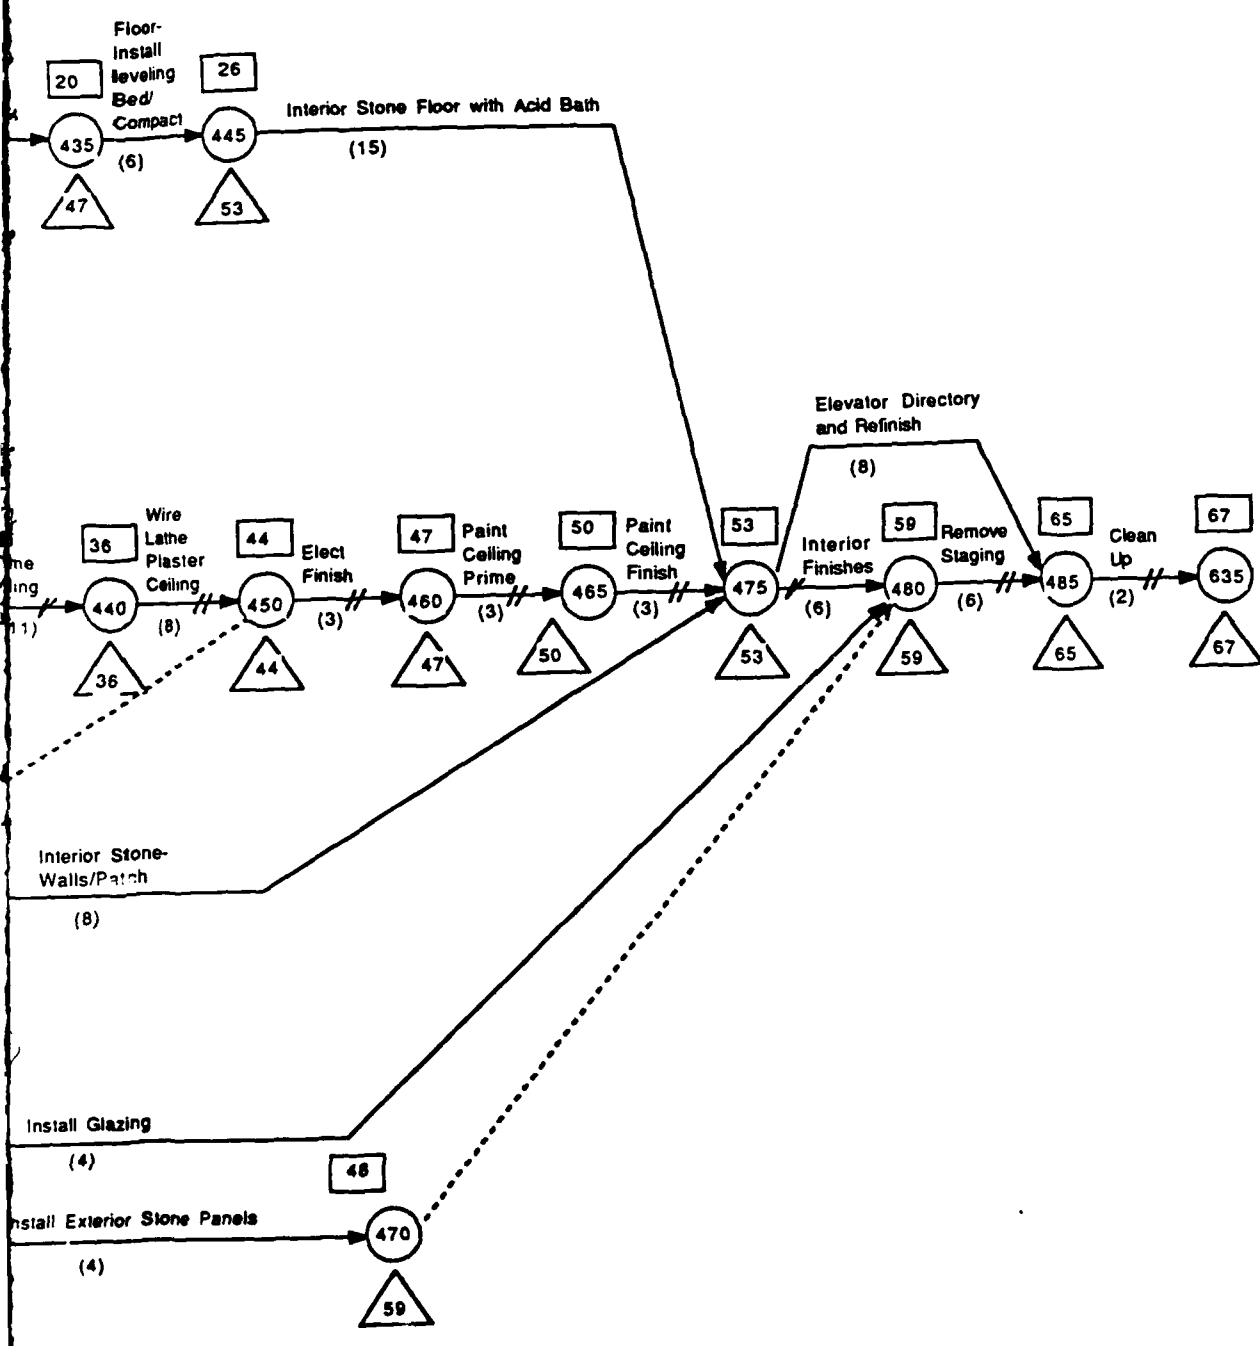 Floor-
Install
leveling
Bed/
Compact
20
26
435
445
(6)
47
53
Interior Stone Floor with Acid Bath
(15)
Elevator Directory
and Refinish
(8)
36
Wire
Lathe
Plaster
Ceiling
440
(8)
36
44
Elect
Finish
450
(3)
44
47
Paint
Ceiling
Prime
460
(3)
47
50
Paint
Ceiling
Finish
465
(3)
50
53
Interior
Finishes
475
(6)
53
59
Remove
Staging
480
(6)
59
65
Clean
Up
485
(2)
65
67
635
67
11)
Interior Stone-
Walls/Patch
(8)
Install Glazing
(4)
48
nstall Exterior Stone Panels
470
(4)
59